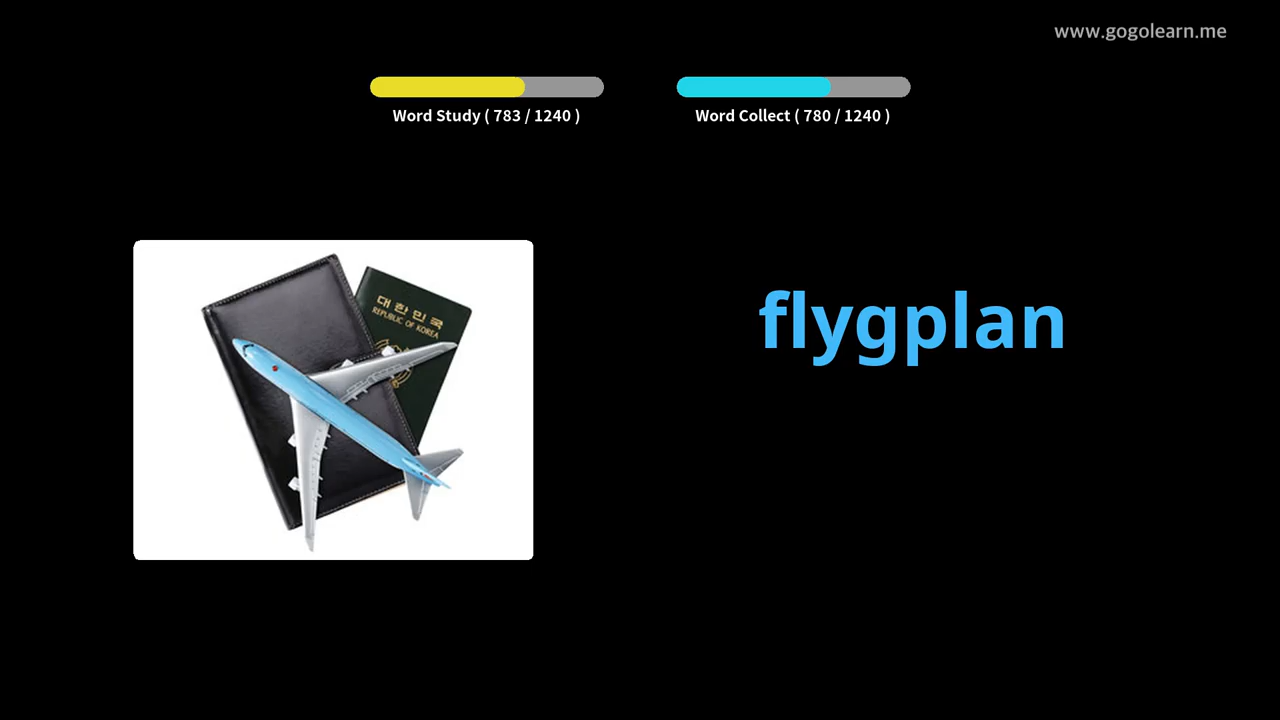 www.gogolearn.me
Word Study ( 783 / 1240 )
Word Collect ( 780 / 1240 )
대한민국
REPUBLIC OF KOREA
flygplan